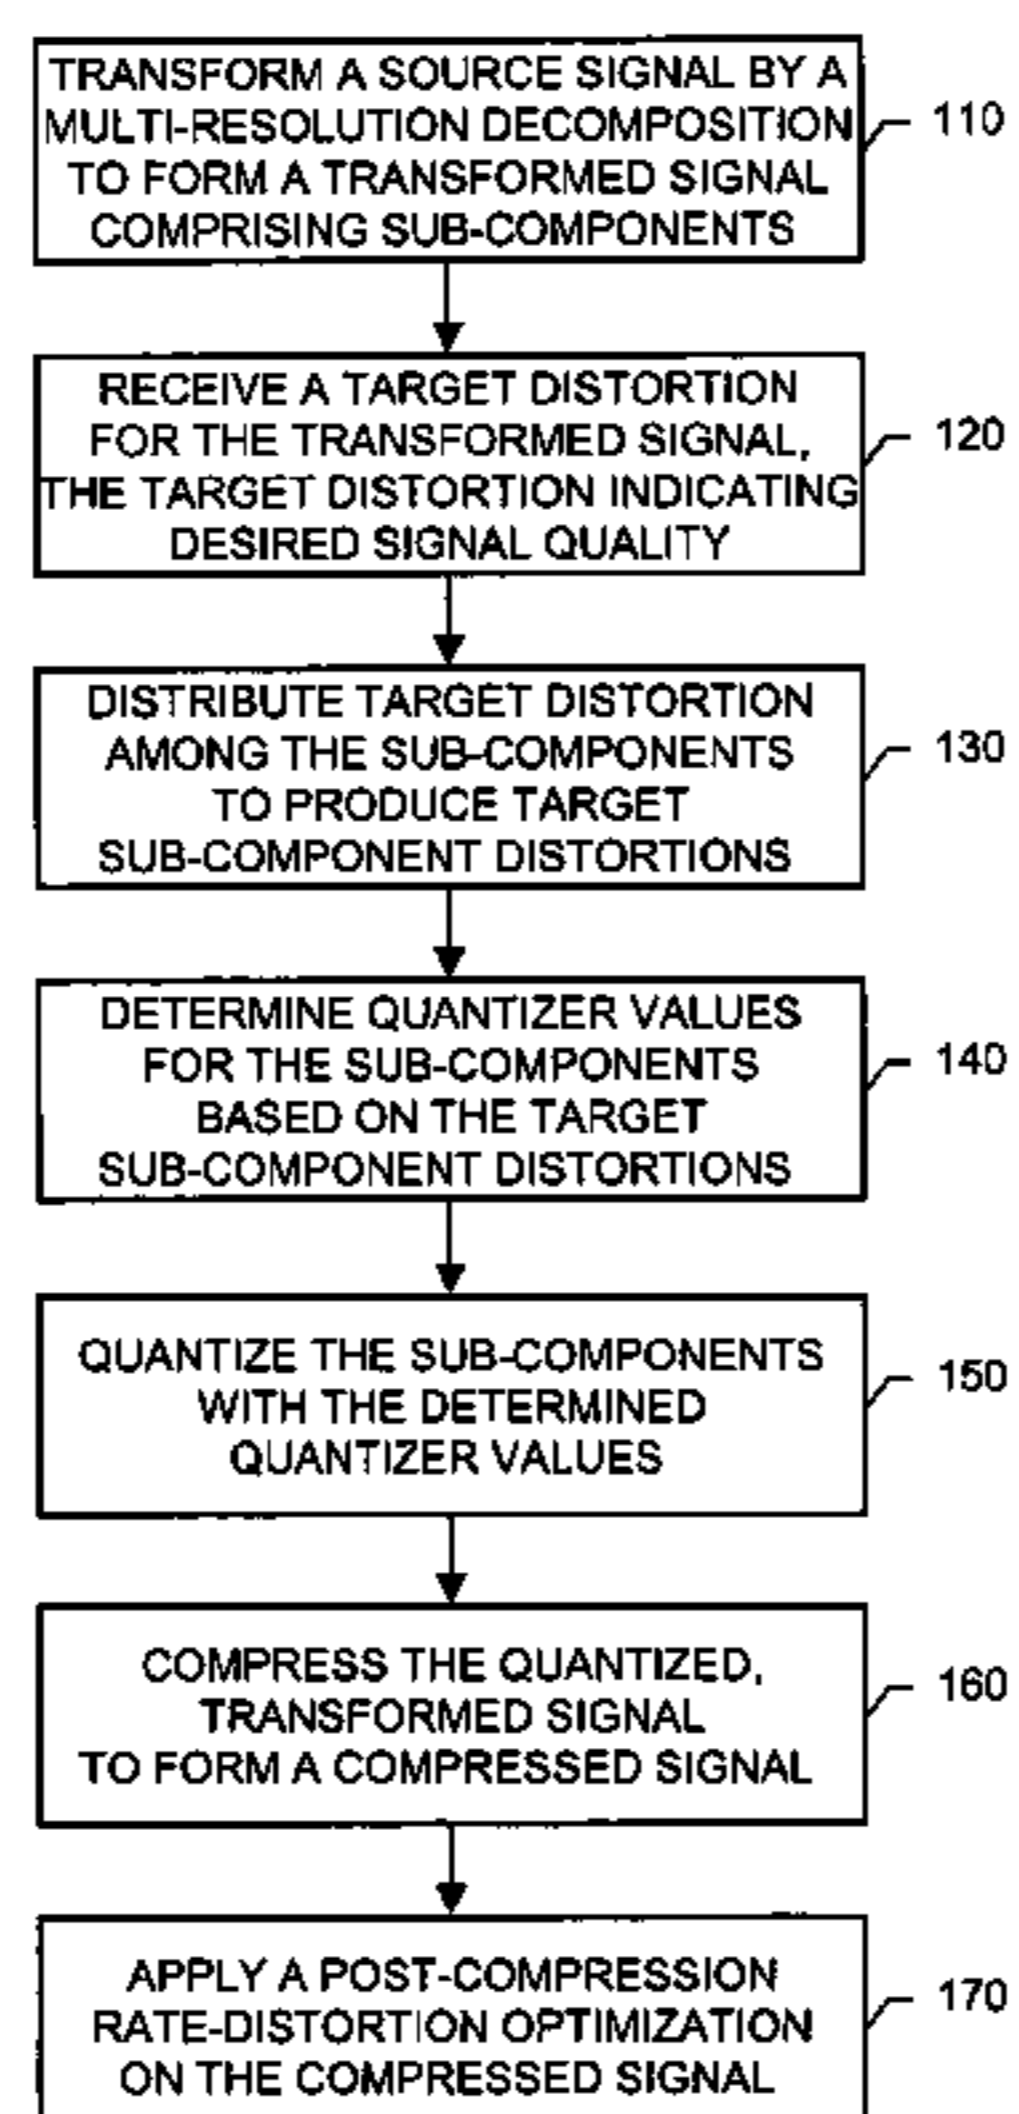 TRANSFORM A SOURCE SIGNAL BY A
MULTI-RESOLUTION DECOMPOSITION
TO FORM A TRANSFORMED SIGNAL
COMPRISING SUB-COMPONENTS
110
RECEIVE A TARGET DISTORTION
FOR THE TRANSFORMED SIGNAL,
THE TARGET DISTORTION INDICATING
DESIRED SIGNAL QUALITY
120
DISTRIBUTE TARGET DISTORTION
AMONG THE SUB-COMPONENTS
TO PRODUCE TARGET
SUB-COMPONENT DISTORTIONS
130
DETERMINE QUANTIZER VALUES
FOR THE SUB-COMPONENTS
BASED ON THE TARGET
SUB-COMPONENT DISTORTIONS
140
QUANTIZE THE SUB-COMPONENTS
WITH THE DETERMINED
QUANTIZER VALUES
150
COMPRESS THE QUANTIZED,
TRANSFORMED SIGNAL
TO FORM A COMPRESSED SIGNAL
160
APPLY A POST-COMPRESSION
RATE-DISTORTION OPTIMIZATION
ON THE COMPRESSED SIGNAL
170